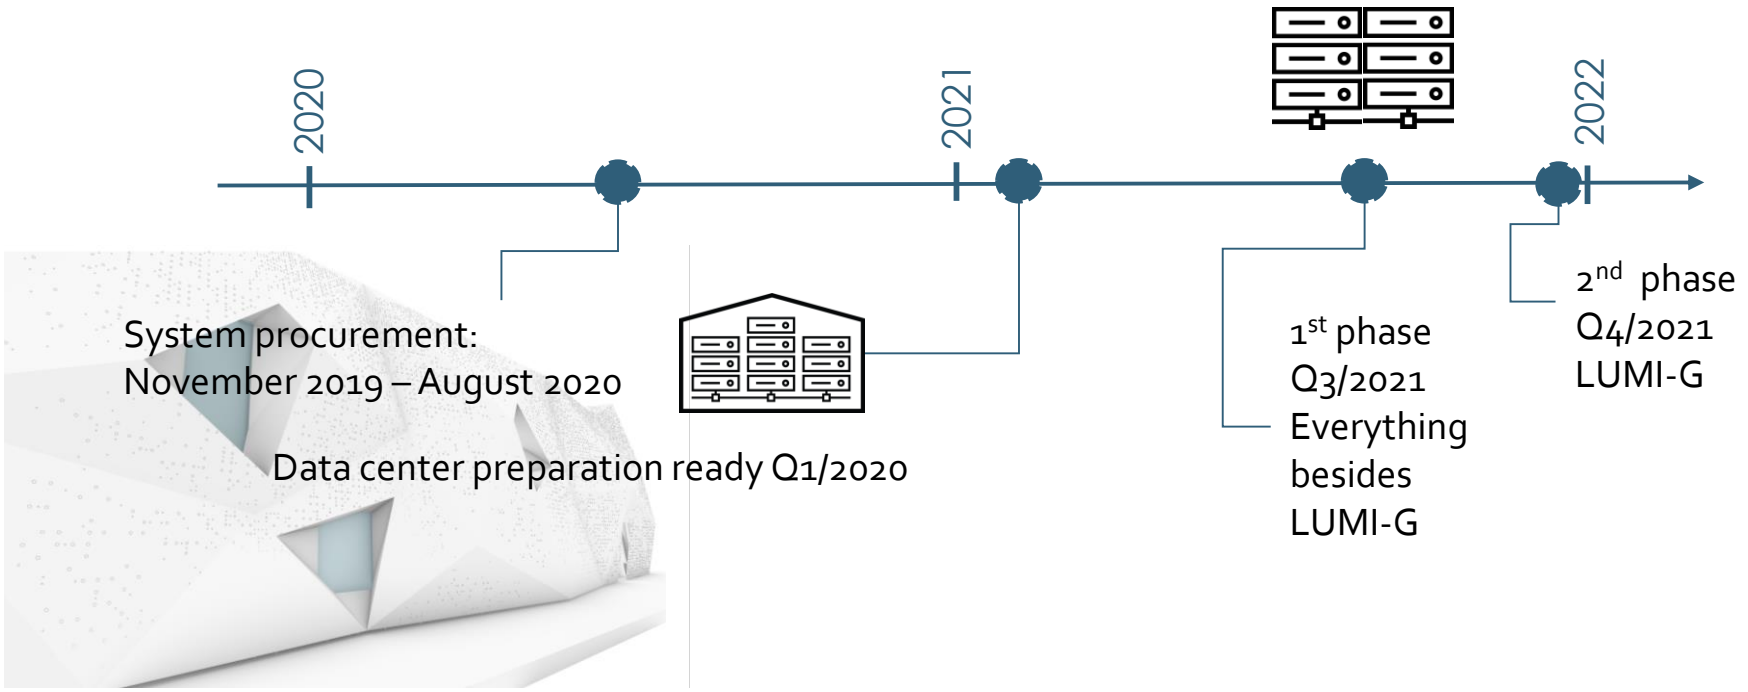 2020
2021
2022
System procurement:
November 2019 – August 2020
Data center preparation ready Q1/2020
1st phase
Q3/2021
Everything
besides
LUMI-G
2nd phase
Q4/2021
LUMI-G